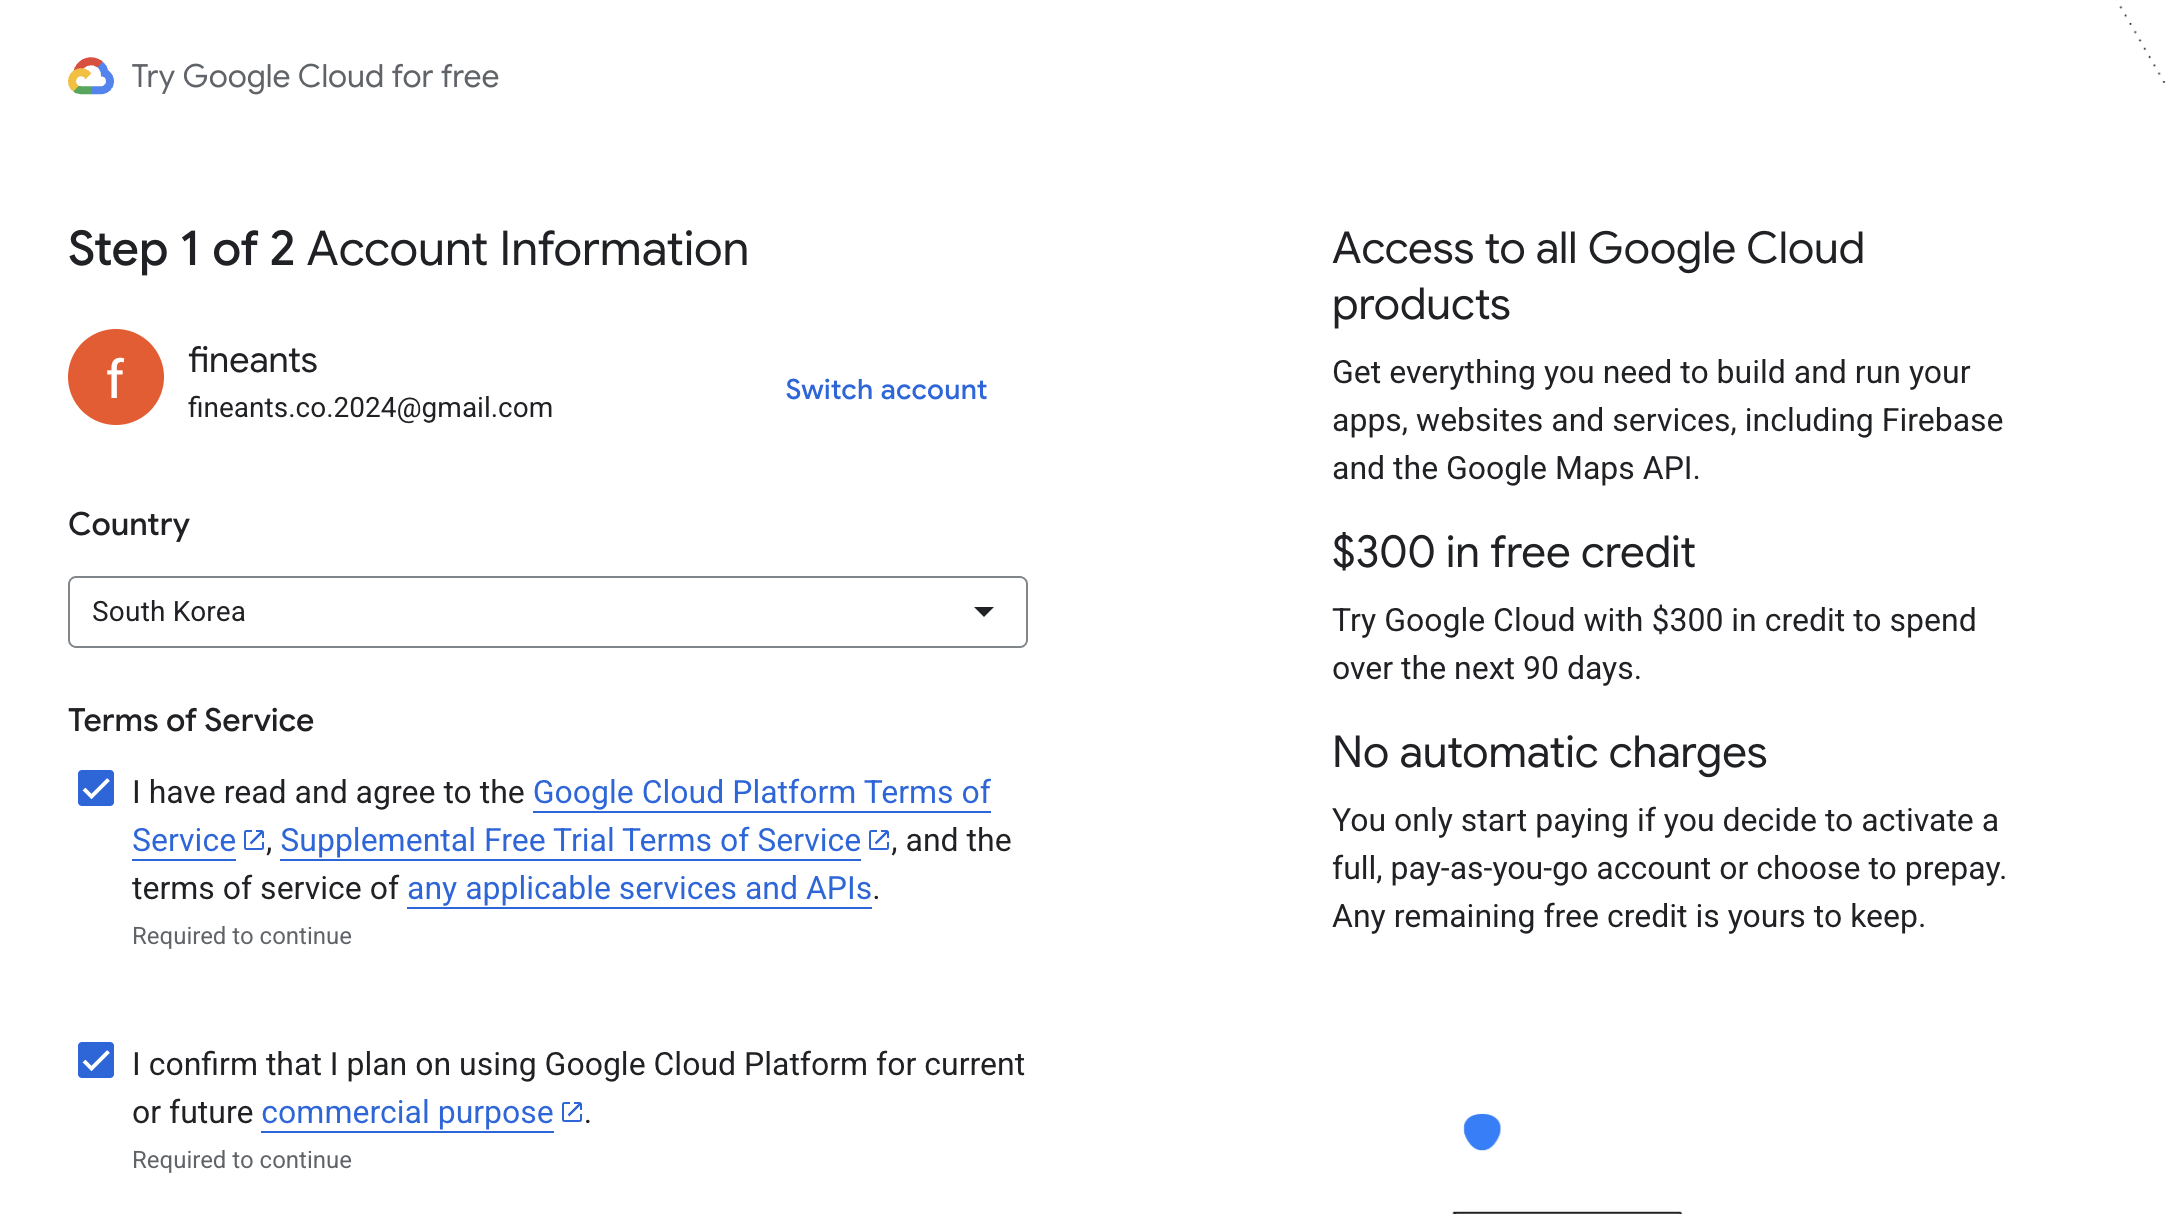 Try Google Cloud for free
Step 1 of 2 Account Information
f
fineants
fineants.co.2024@gmail.com
Switch account
Country
South Korea
Terms of Service
I have read and agree to the Google Cloud Platform Terms of
Service, Supplemental Free Trial Terms of Service, and the
terms of service of any applicable services and APIs.
Required to continue
I confirm that I plan on using Google Cloud Platform for current
or future commercial purpose.
Required to continue
Access to all Google Cloud
products
Get everything you need to build and run your
apps, websites and services, including Firebase
and the Google Maps API.
$300 in free credit
Try Google Cloud with $300 in credit to spend
over the next 90 days.
No automatic charges
You only start paying if you decide to activate a
full, pay-as-you-go account or choose to prepay.
Any remaining free credit is yours to keep.